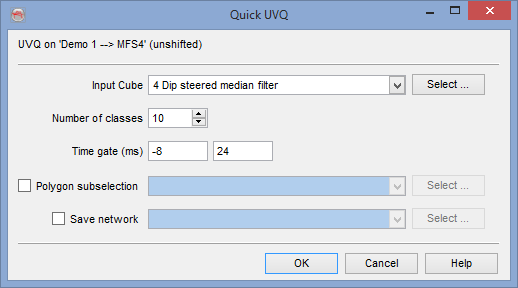 Quick UVQ
UVQ on 'Demo 1 --> MFS4' (unshifted)
Input Cube 4 Dip steered median filter Select ...
Number of classes 10
Time gate (ms) -8 24
Polygon subselection Select ...
Save network Select ...
OK Cancel Help